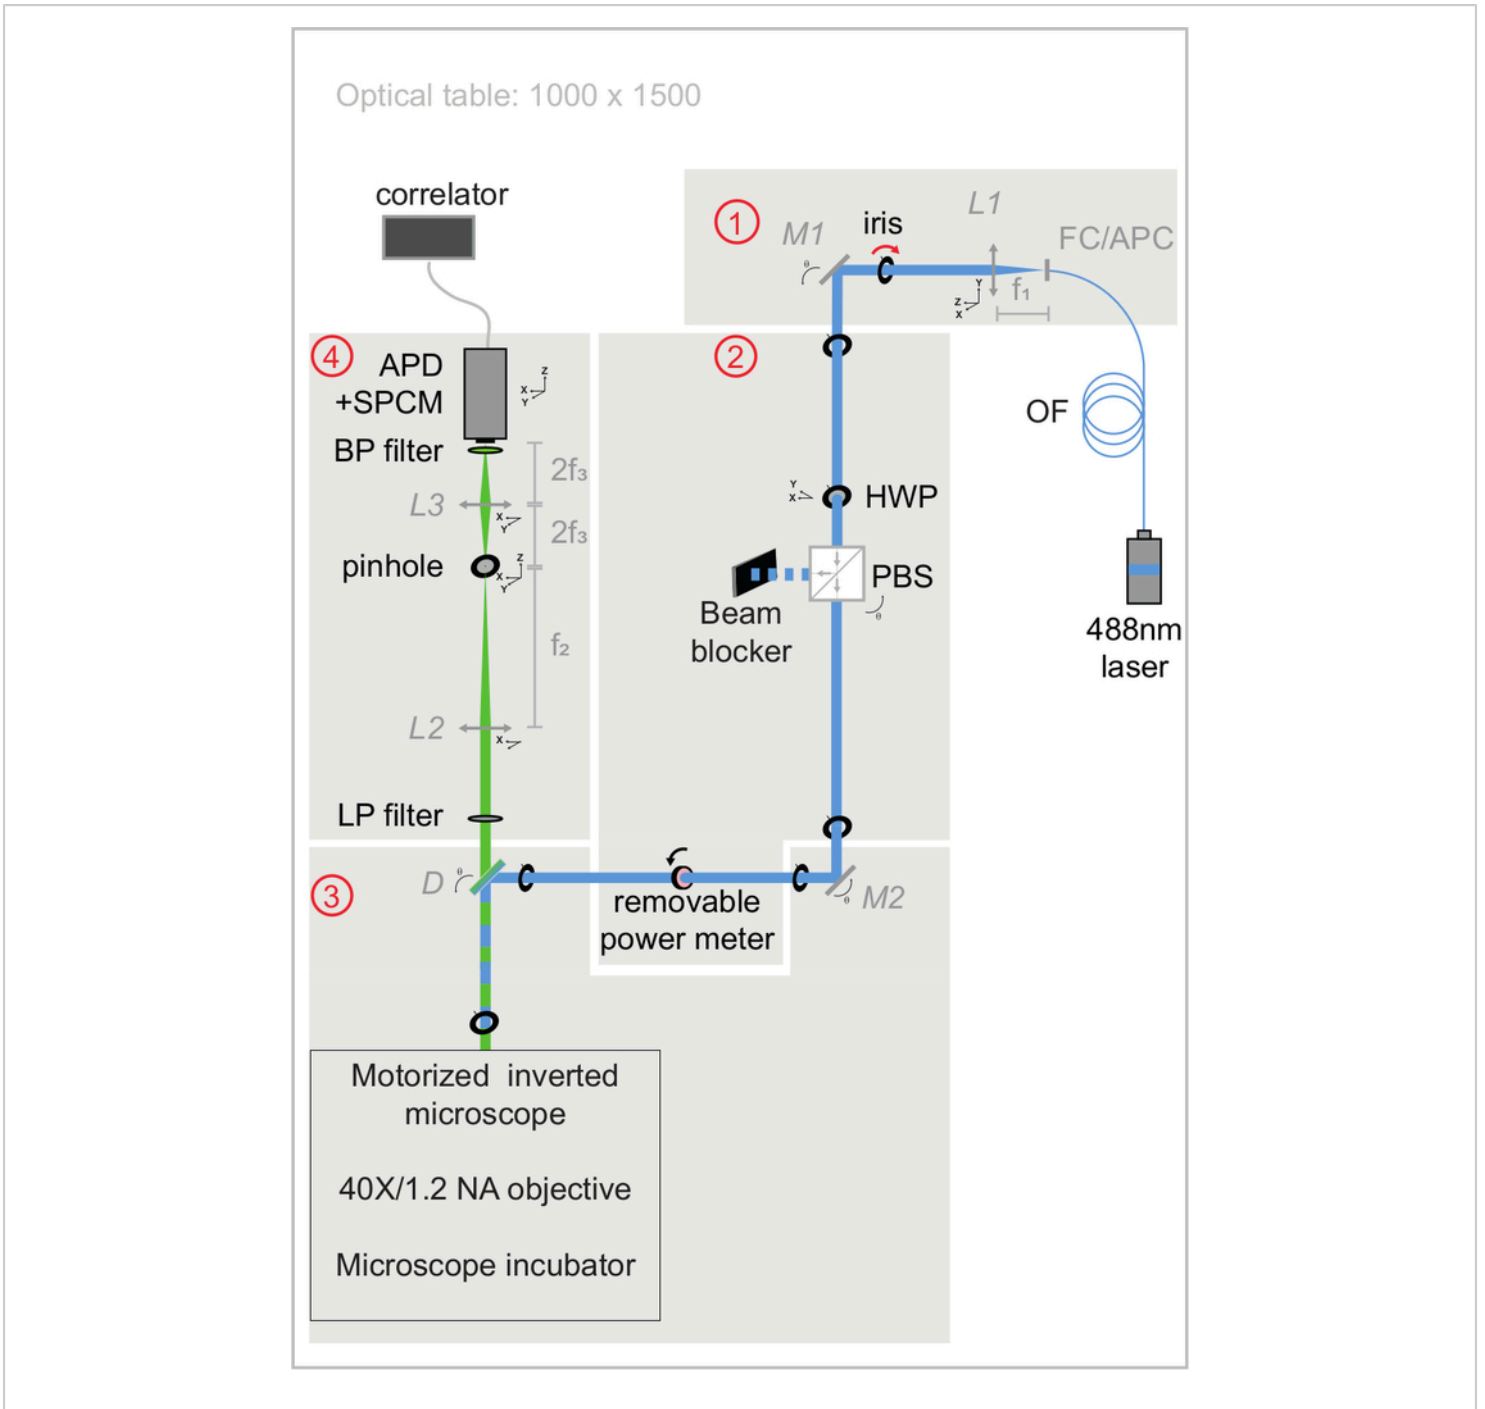 Optical table: 1000 x 1500
correlator
1
M1
iris
L1
FC/APC
θ
Y
Z
X
f₁
4
APD
+SPCM
Z
X
Y
BP filter
2f₃
L3
X
Y
2f₃
pinhole
Z
X
Y
f₂
L2
X
LP filter
2
Y
X
HWP
PBS
θ
Beam
blocker
OF
488nm
laser
3
D
θ
removable
power meter
θ
M2
Motorized inverted
microscope
40X/1.2 NA objective
Microscope incubator